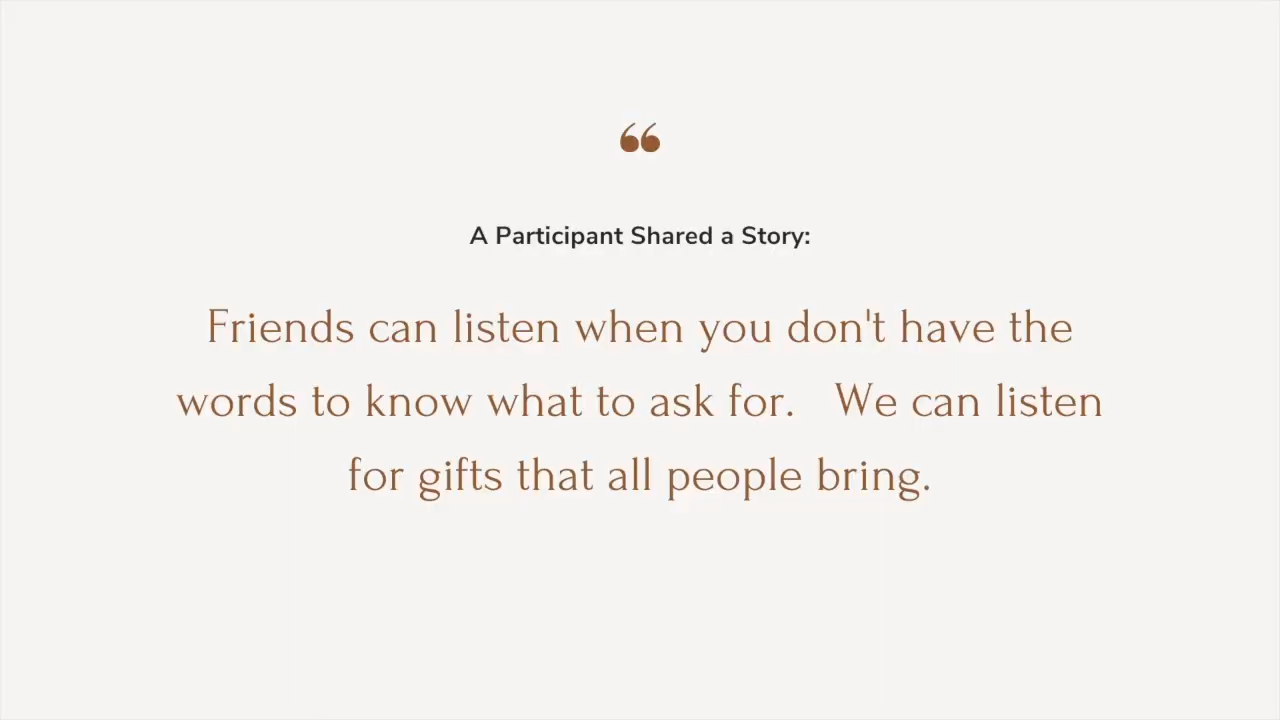 “
A Participant Shared a Story:
Friends can listen when you don't have the
words to know what to ask for.   We can listen
for gifts that all people bring.